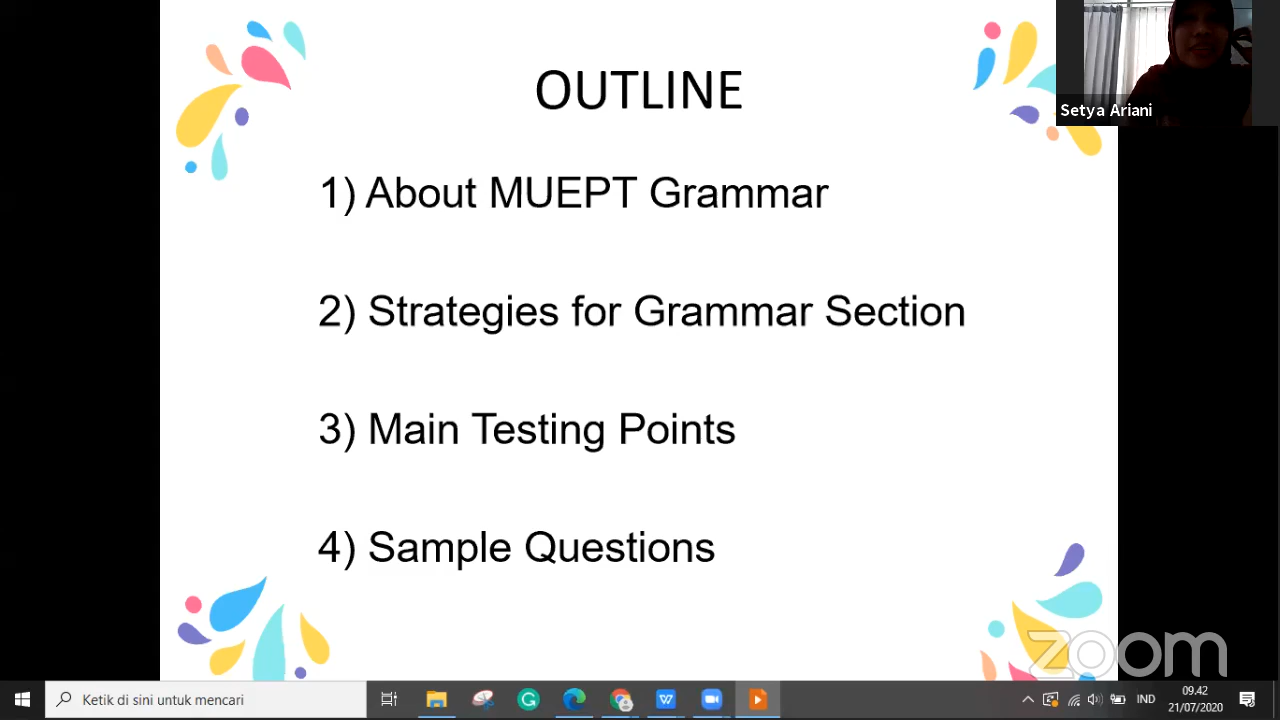 OUTLINE
Setya Ariani
1) About MUEPT Grammar
2) Strategies for Grammar Section
3) Main Testing Points
4) Sample Questions
zoom
Ketik di sini untuk mencari
IND
09.42
21/07/2020